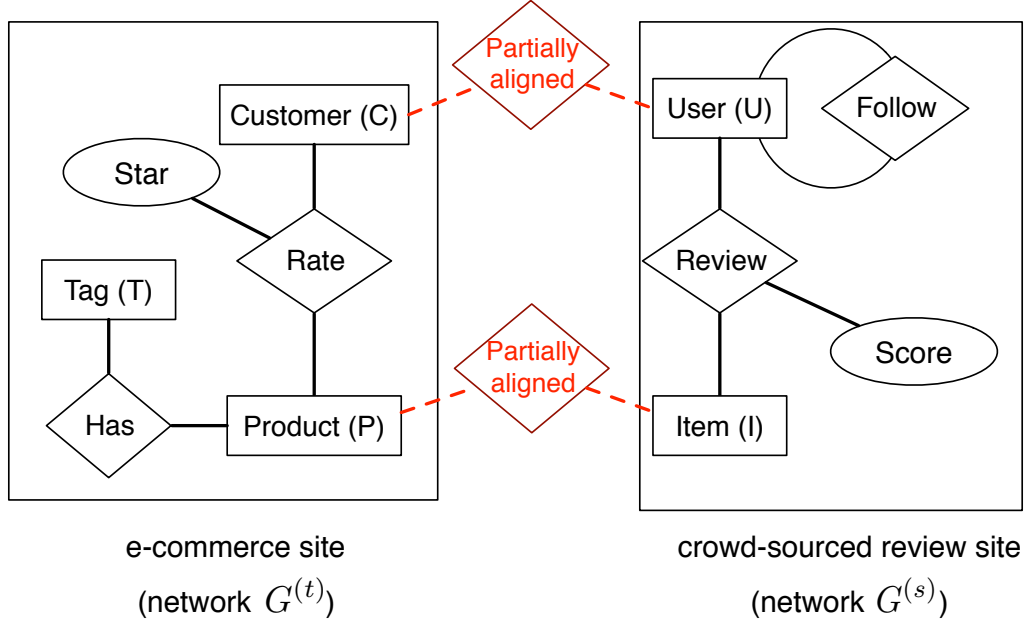 Partially
aligned
Customer (C)
User (U)
Follow
Star
Rate
Review
Tag (T)
Score
Partially
aligned
Has
Product (P)
Item (I)
e-commerce site
(network G^{(t)})
crowd-sourced review site
(network G^{(s)})